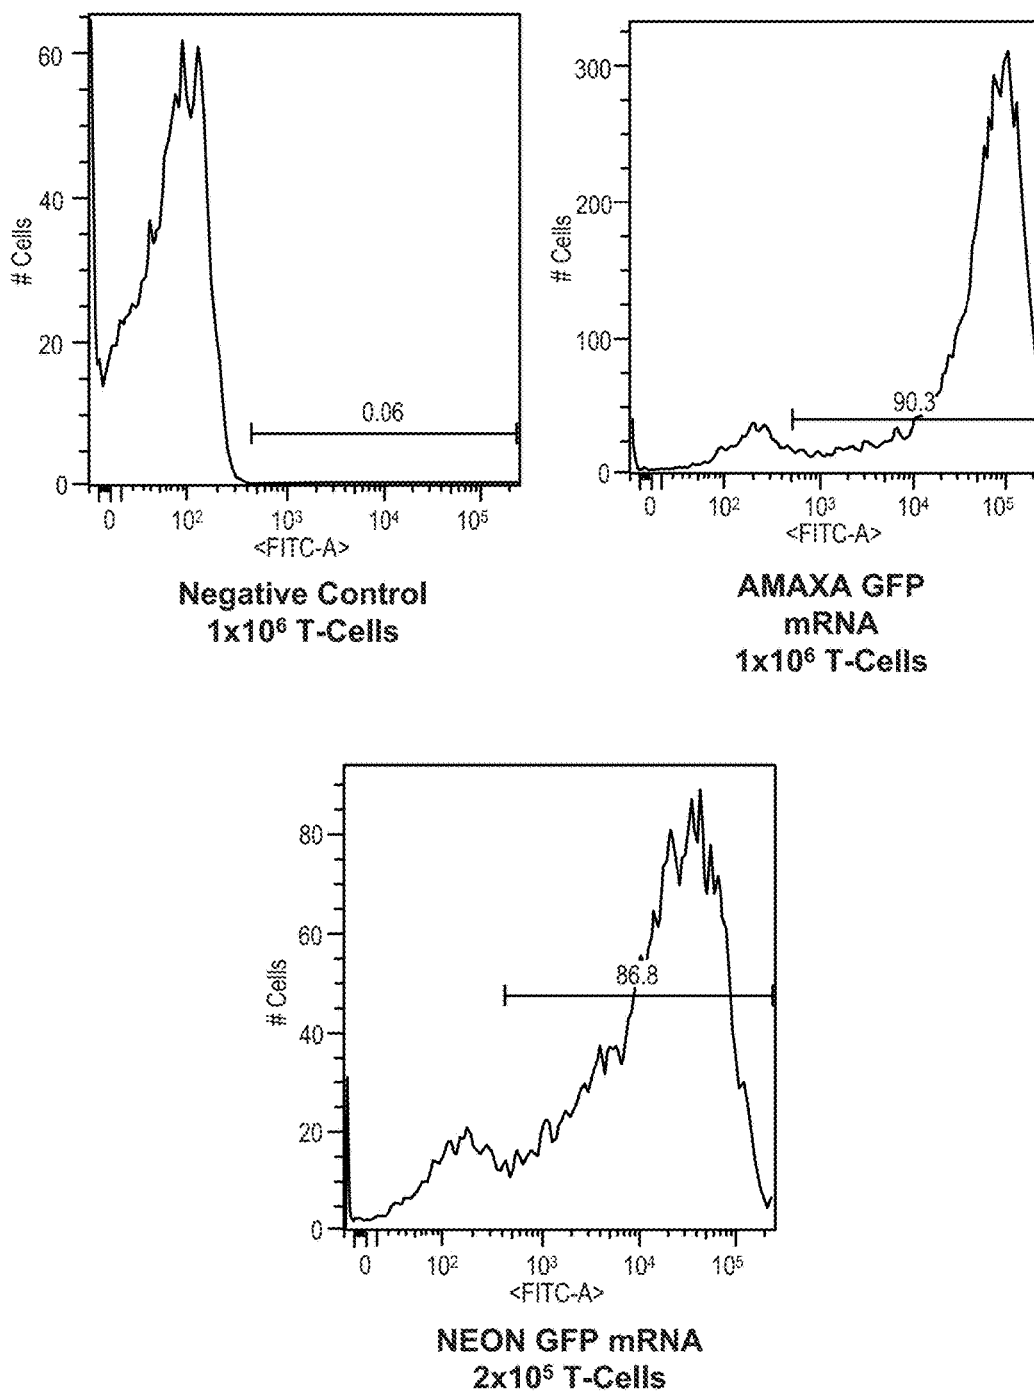 60
40
20
0
# Cells
0.06
0 10² 10³ 10⁴ 10⁵
<FITC-A>
Negative Control
1x10⁶ T-Cells
300
200
100
0
# Cells
90.3
0 10² 10³ 10⁴ 10⁵
<FITC-A>
AMAXA GFP
mRNA
1x10⁶ T-Cells
80
60
40
20
0
# Cells
86.8
0 10² 10³ 10⁴ 10⁵
<FITC-A>
NEON GFP mRNA
2x10⁵ T-Cells